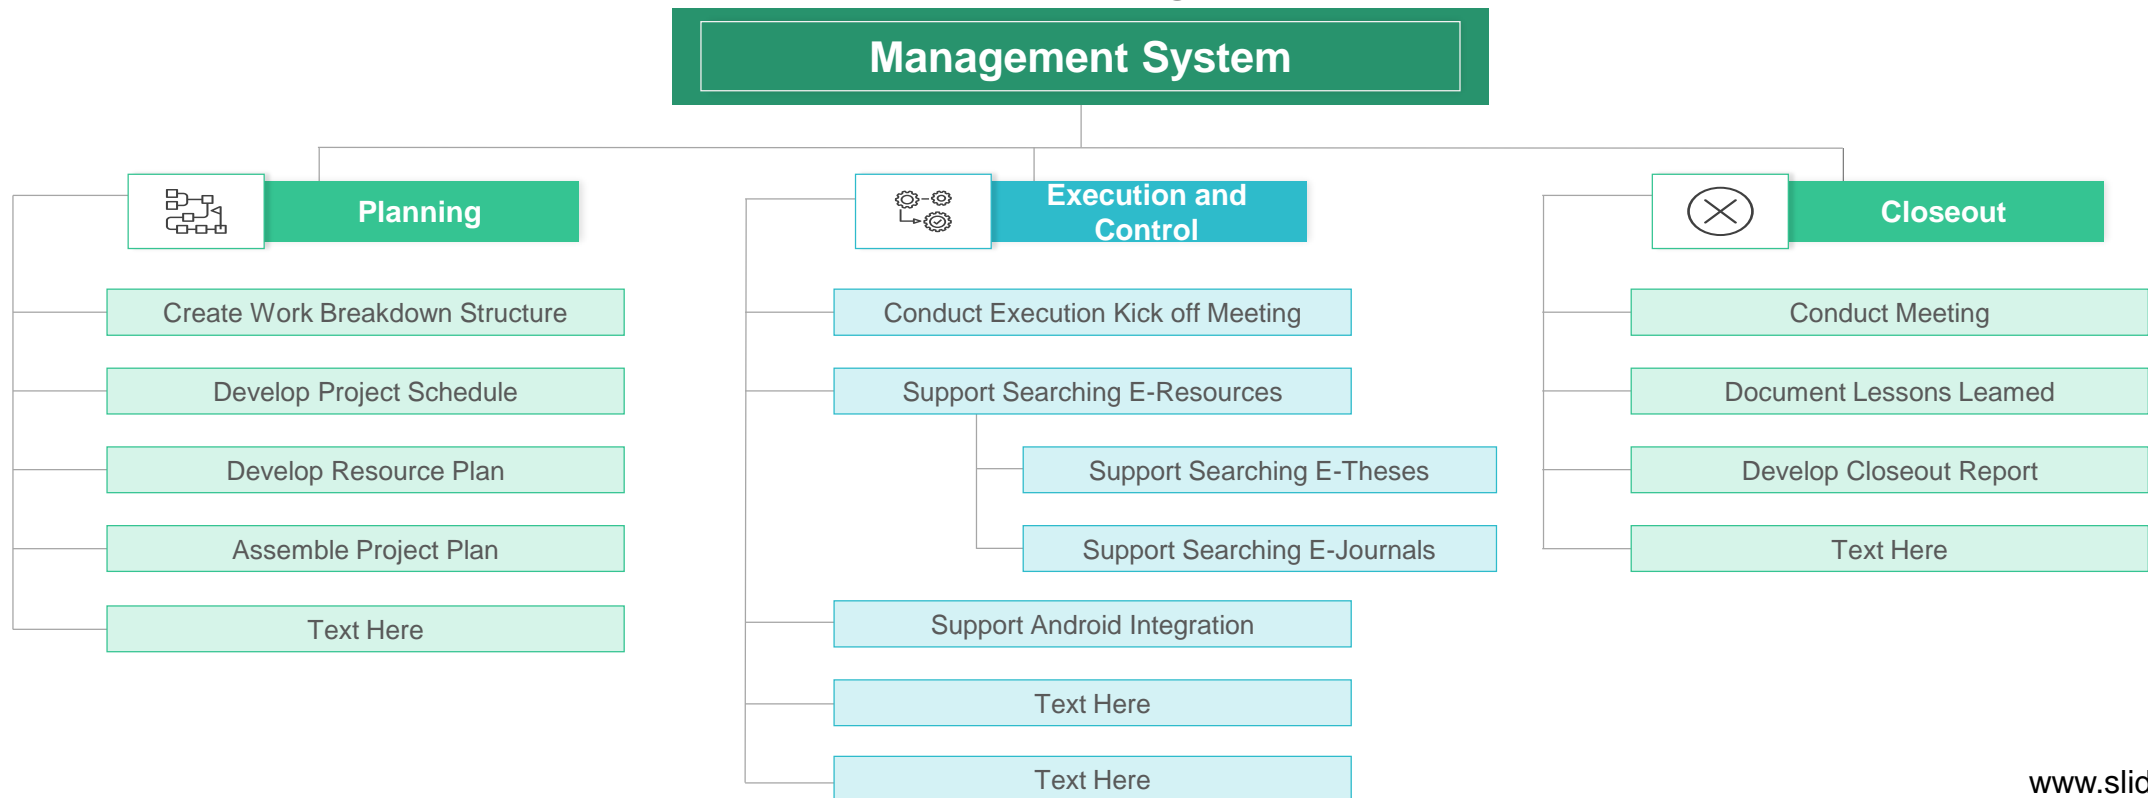 Management System
Planning
Create Work Breakdown Structure
Develop Project Schedule
Develop Resource Plan
Assemble Project Plan
Text Here
Execution and
Control
Conduct Execution Kick off Meeting
Support Searching E-Resources
Support Searching E-Theses
Support Searching E-Journals
Support Android Integration
Text Here
Text Here
Closeout
Conduct Meeting
Document Lessons Leamed
Develop Closeout Report
Text Here
www.slid